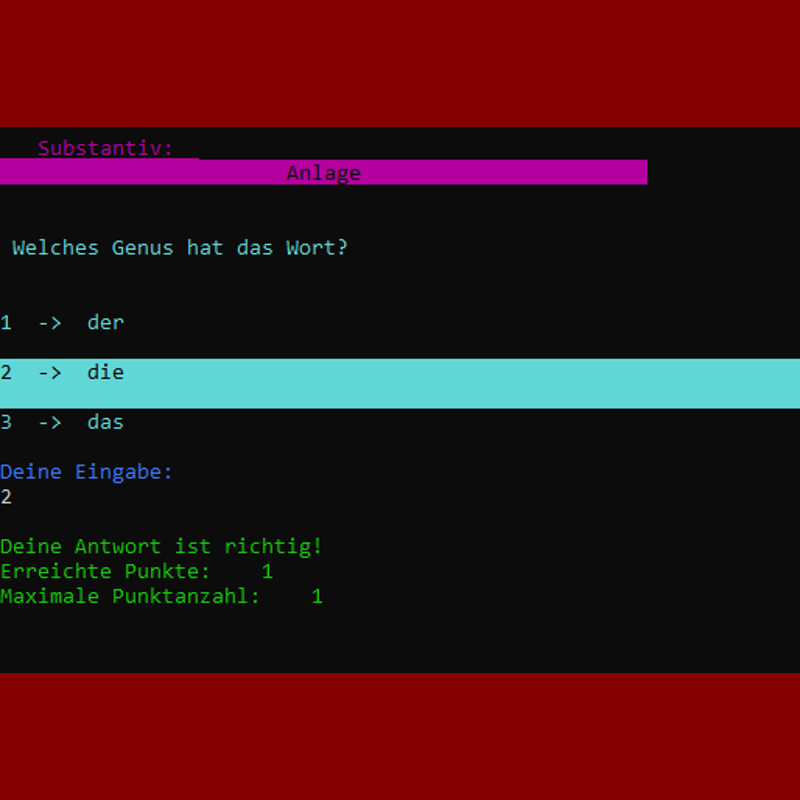 Substantiv:
Anlage
Welches Genus hat das Wort?
1 -> der
2 -> die
3 -> das
Deine Eingabe:
2
Deine Antwort ist richtig!
Erreichte Punkte: 1
Maximale Punktanzahl: 1